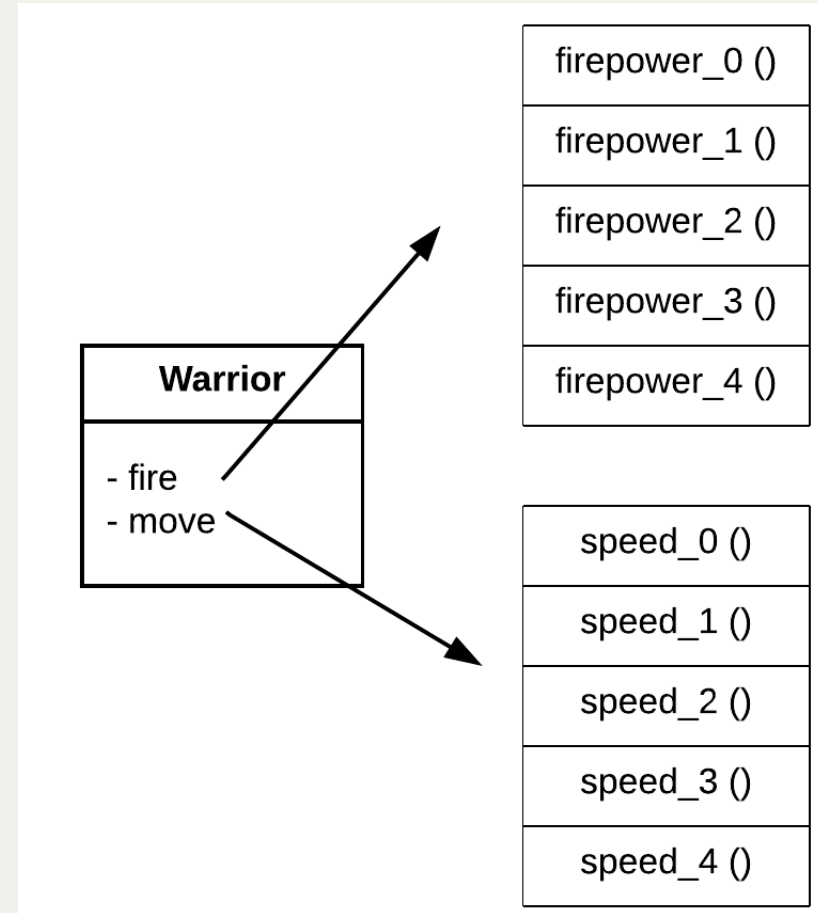 Warrior
- fire
- move
firepower_0 ()
firepower_1 ()
firepower_2 ()
firepower_3 ()
firepower_4 ()
speed_0 ()
speed_1 ()
speed_2 ()
speed_3 ()
speed_4 ()